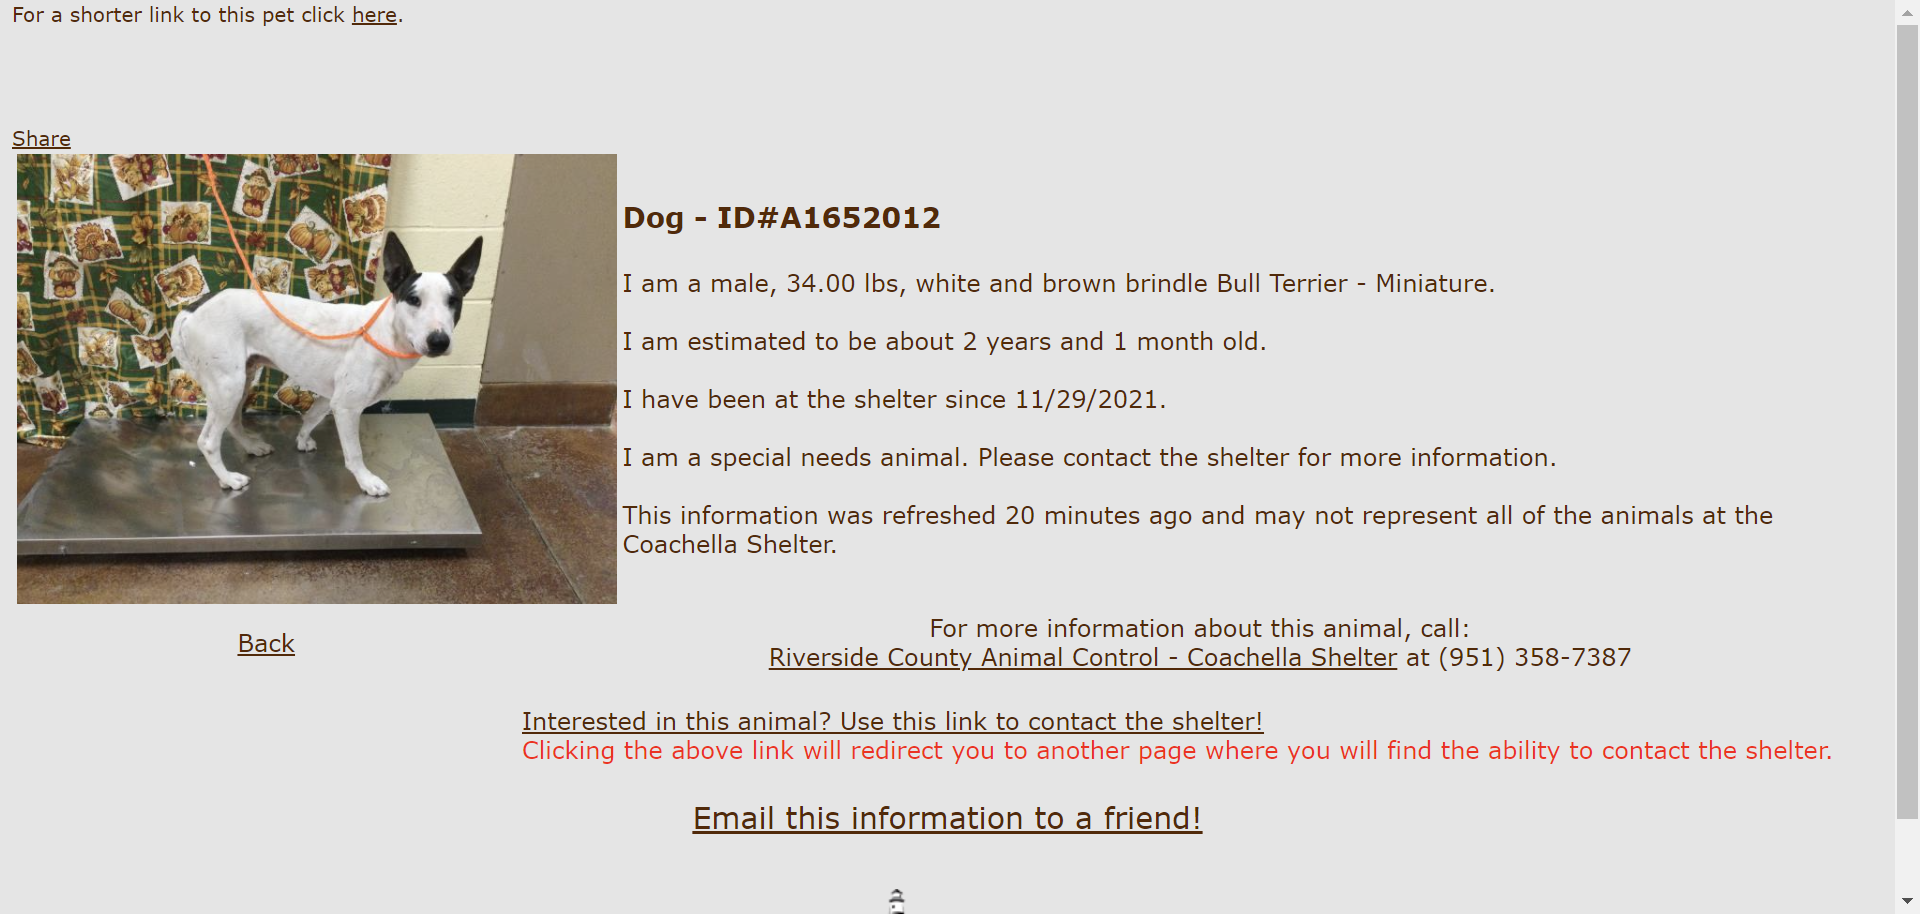 For a shorter link to this pet click here.
Share
Dog - ID#A1652012
I am a male, 34.00 lbs, white and brown brindle Bull Terrier - Miniature.
I am estimated to be about 2 years and 1 month old.
I have been at the shelter since 11/29/2021.
I am a special needs animal. Please contact the shelter for more information.
This information was refreshed 20 minutes ago and may not represent all of the animals at the
Coachella Shelter.
Back
For more information about this animal, call:
Riverside County Animal Control - Coachella Shelter at (951) 358-7387
Interested in this animal? Use this link to contact the shelter!
Clicking the above link will redirect you to another page where you will find the ability to contact the shelter.
Email this information to a friend!